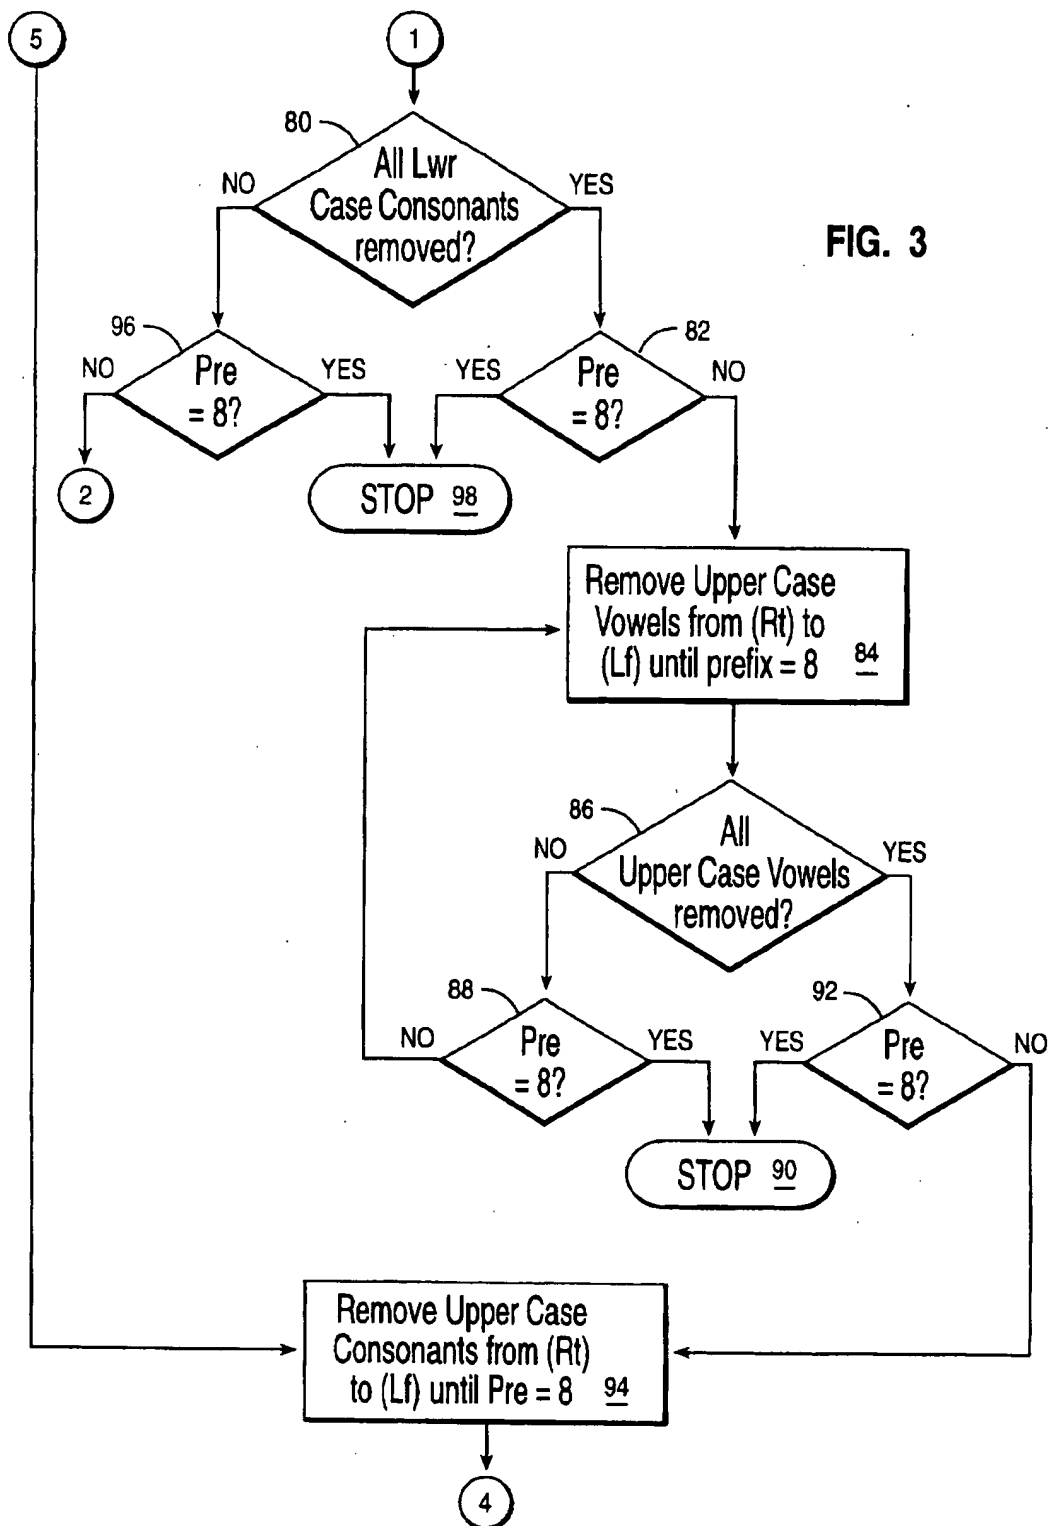 5
1
80
All Lwr
Case Consonants
removed?
NO
YES
FIG. 3
96
Pre
= 8?
NO
YES
82
Pre
= 8?
YES
NO
2
STOP 98
Remove Upper Case
Vowels from (Rt) to
(Lf) until prefix = 8 84
86
All
Upper Case Vowels
removed?
NO
YES
88
Pre
= 8?
NO
YES
92
Pre
= 8?
YES
NO
STOP 90
Remove Upper Case
Consonants from (Rt)
to (Lf) until Pre = 8 94
4